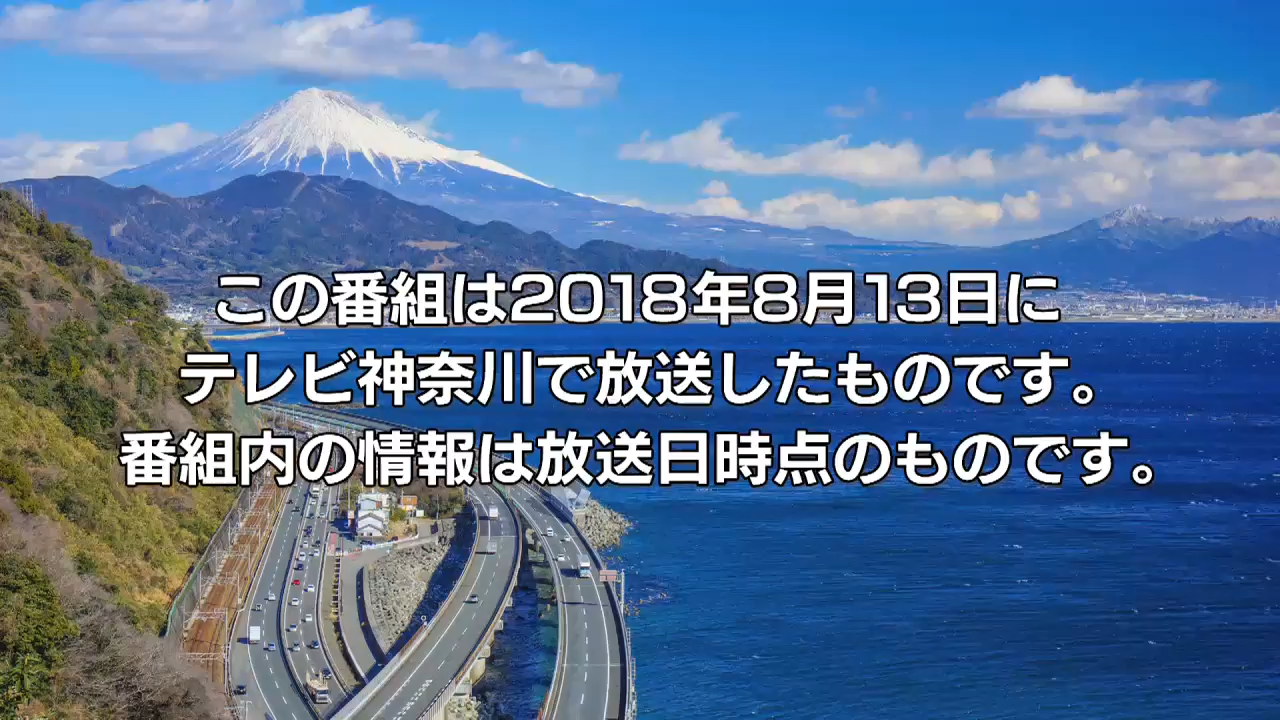 この番組は2018年8月13日に
テレビ神奈川で放送したものです。
番組内の情報は放送日時点のものです。